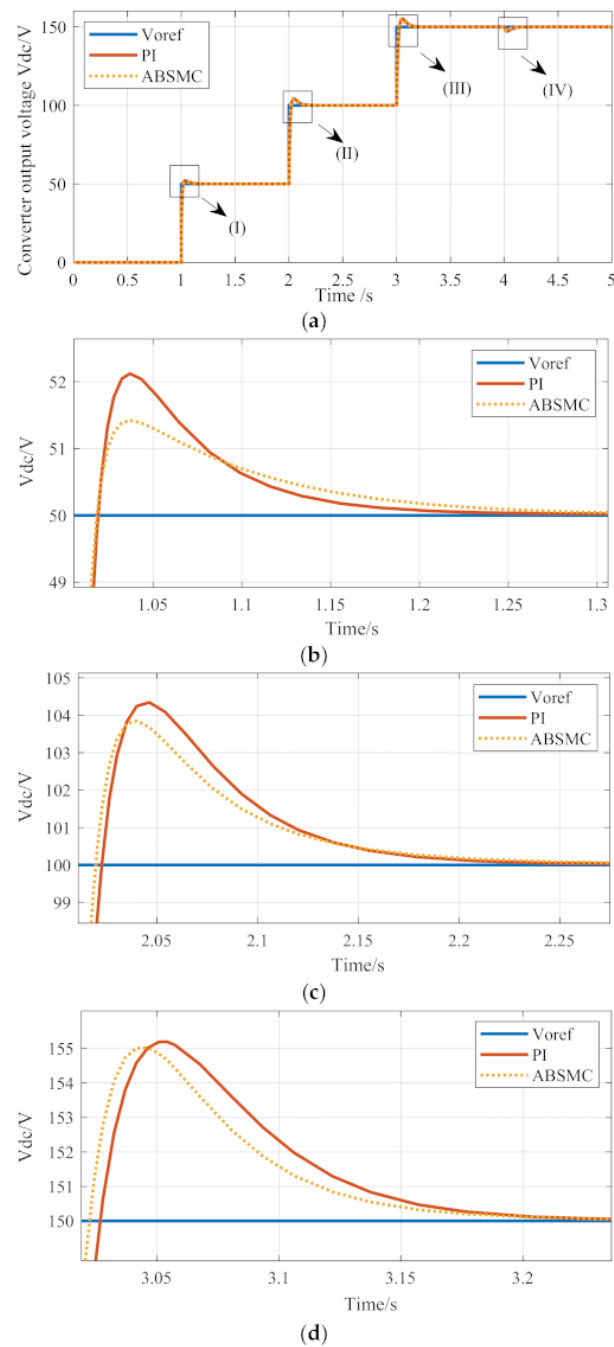 Converter output voltage Vdc/V
150
100
50
0
Voref
PI
ABSMC
(I)
(II)
(III)
(IV)
0 0.5 1 1.5 2 2.5 3 3.5 4 4.5 5
Time /s
(a)
Vdc/V
52
51
50
49
Voref
PI
ABSMC
1.05 1.1 1.15 1.2 1.25 1.3
Time/s
(b)
Vdc/V
105
104
103
102
101
100
99
Voref
PI
ABSMC
2.05 2.1 2.15 2.2 2.25
Time/s
(c)
Vdc/V
155
154
153
152
151
150
Voref
PI
ABSMC
3.05 3.1 3.15 3.2
Time/s
(d)